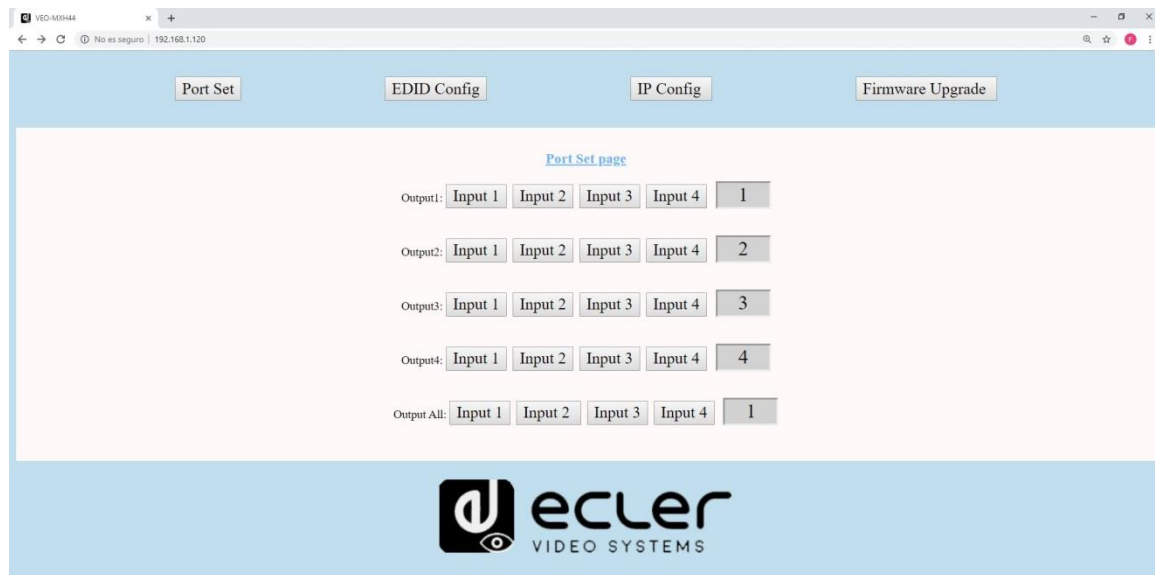 VEO-MXH44
No es seguro | 192.168.1.120
F
Port Set EDID Config IP Config Firmware Upgrade
Port Set page
Output1: Input 1 Input 2 Input 3 Input 4 1
Output2: Input 1 Input 2 Input 3 Input 4 2
Output3: Input 1 Input 2 Input 3 Input 4 3
Output4: Input 1 Input 2 Input 3 Input 4 4
Output All: Input 1 Input 2 Input 3 Input 4 1
ecler
VIDEO SYSTEMS